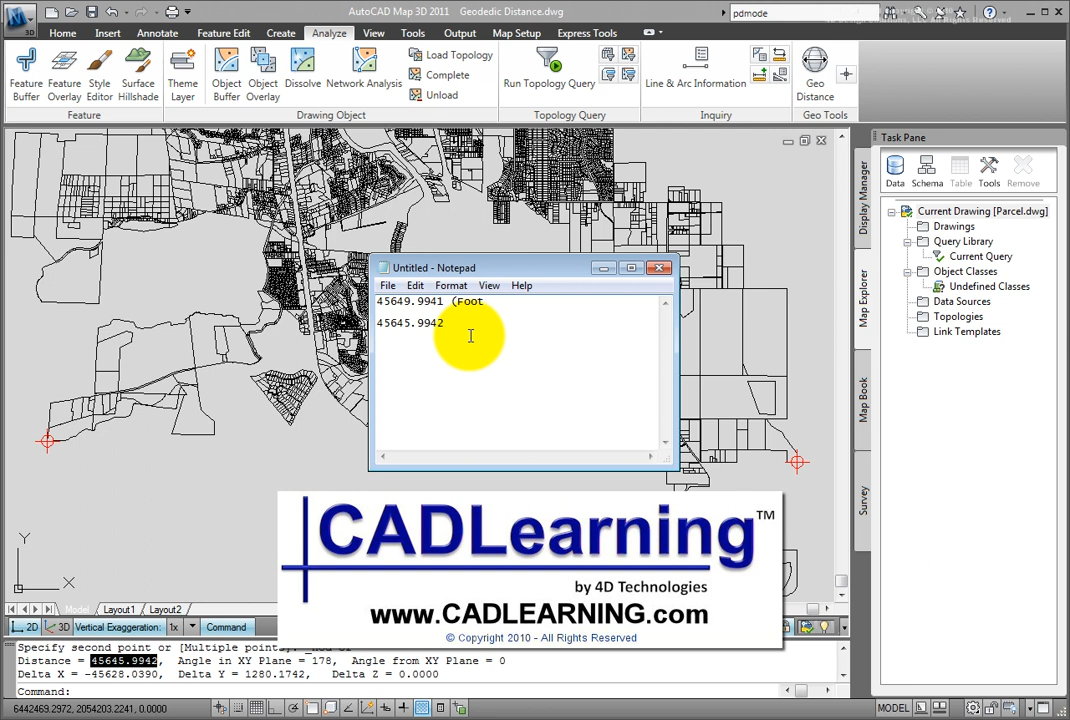 AutoCAD Map 3D 2011 Geodedic Distance.dwg
pdmode
3D
Home Insert Annotate Feature Edit Create Analyze View Tools Output Map Setup Express Tools
Feature Buffer
Feature Overlay
Style Editor
Surface Hillshade
Theme Layer
Object Buffer
Object Overlay
Dissolve
Network Analysis
Load Topology
Complete
Unload
Run Topology Query
Line & Arc Information
Geo Distance
Feature Drawing Object Topology Query Inquiry Geo Tools
Task Pane
Data Schema Table Tools Remove
Display Manager
Map Explorer
Map Book
Survey
Current Drawing [Parcel.dwg]
Drawings
Query Library
Current Query
Object Classes
Undefined Classes
Data Sources
Topologies
Link Templates
Untitled - Notepad
File Edit Format View Help
45649.9941 (Foot
45645.9942
CADLearning™
by 4D Technologies
www.CADLEARNING.com
© Copyright 2010 - All Rights Reserved
Y
X
Model Layout1 Layout2
2D 3D Vertical Exaggeration: 1x Command
Distance = 45645.9942, Angle in XY Plane = 178, Angle from XY Plane = 0
Delta X = -45628.0390, Delta Y = 1280.1742, Delta Z = 0.0000
Command:
6442469.2972, 2054203.2241, 0.0000
MODEL